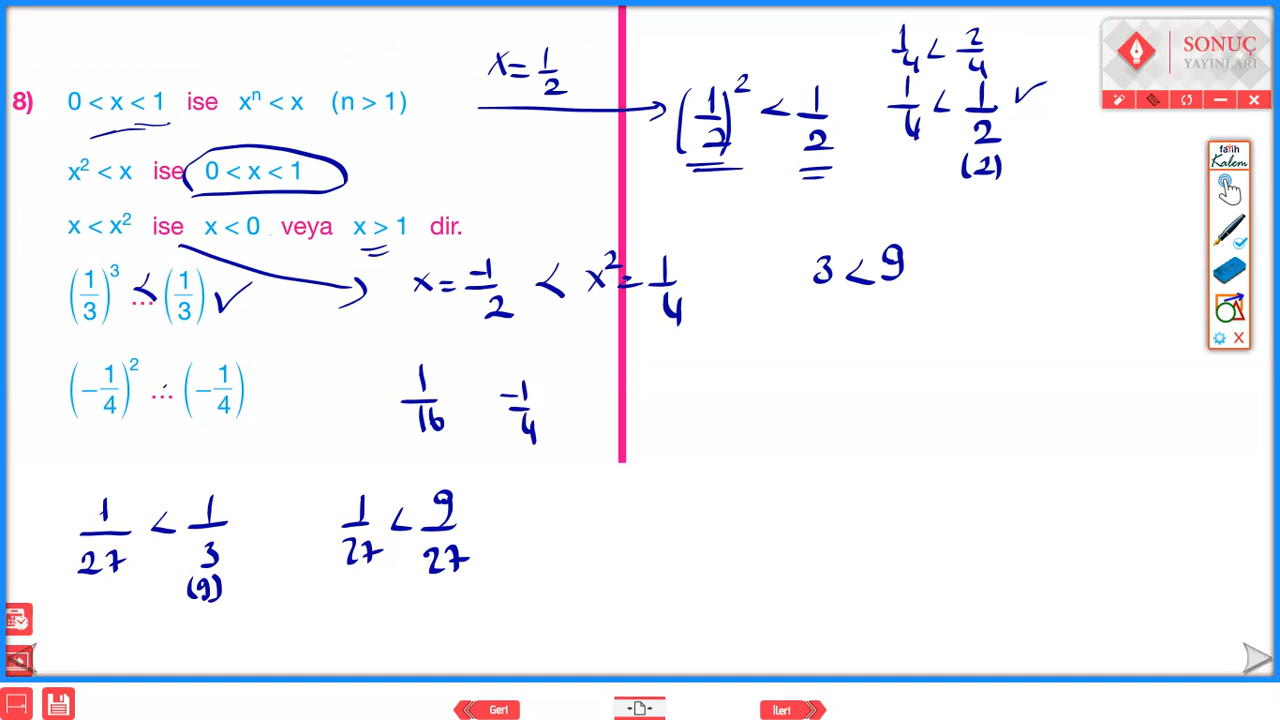 8) 0 < x < 1 ise xⁿ < x (n > 1)
x² < x ise 0 < x < 1
x < x² ise x < 0 veya x > 1 dir.
(1/3)³ < ... (1/3) ✓
(-1/4)² ... (-1/4)
1/16 -1/4
1/27 < 1/3 (9)
1/27 < 9/27
x = 1/2
(1/2)² < 1/2
1/4 < 2/4
1/4 < 1/2 ✓
(2)
x = -1/2 < x² = 1/4
3 < 9
SONUÇ
YAYINLARI
fatih
Kalem
Geri
İleri